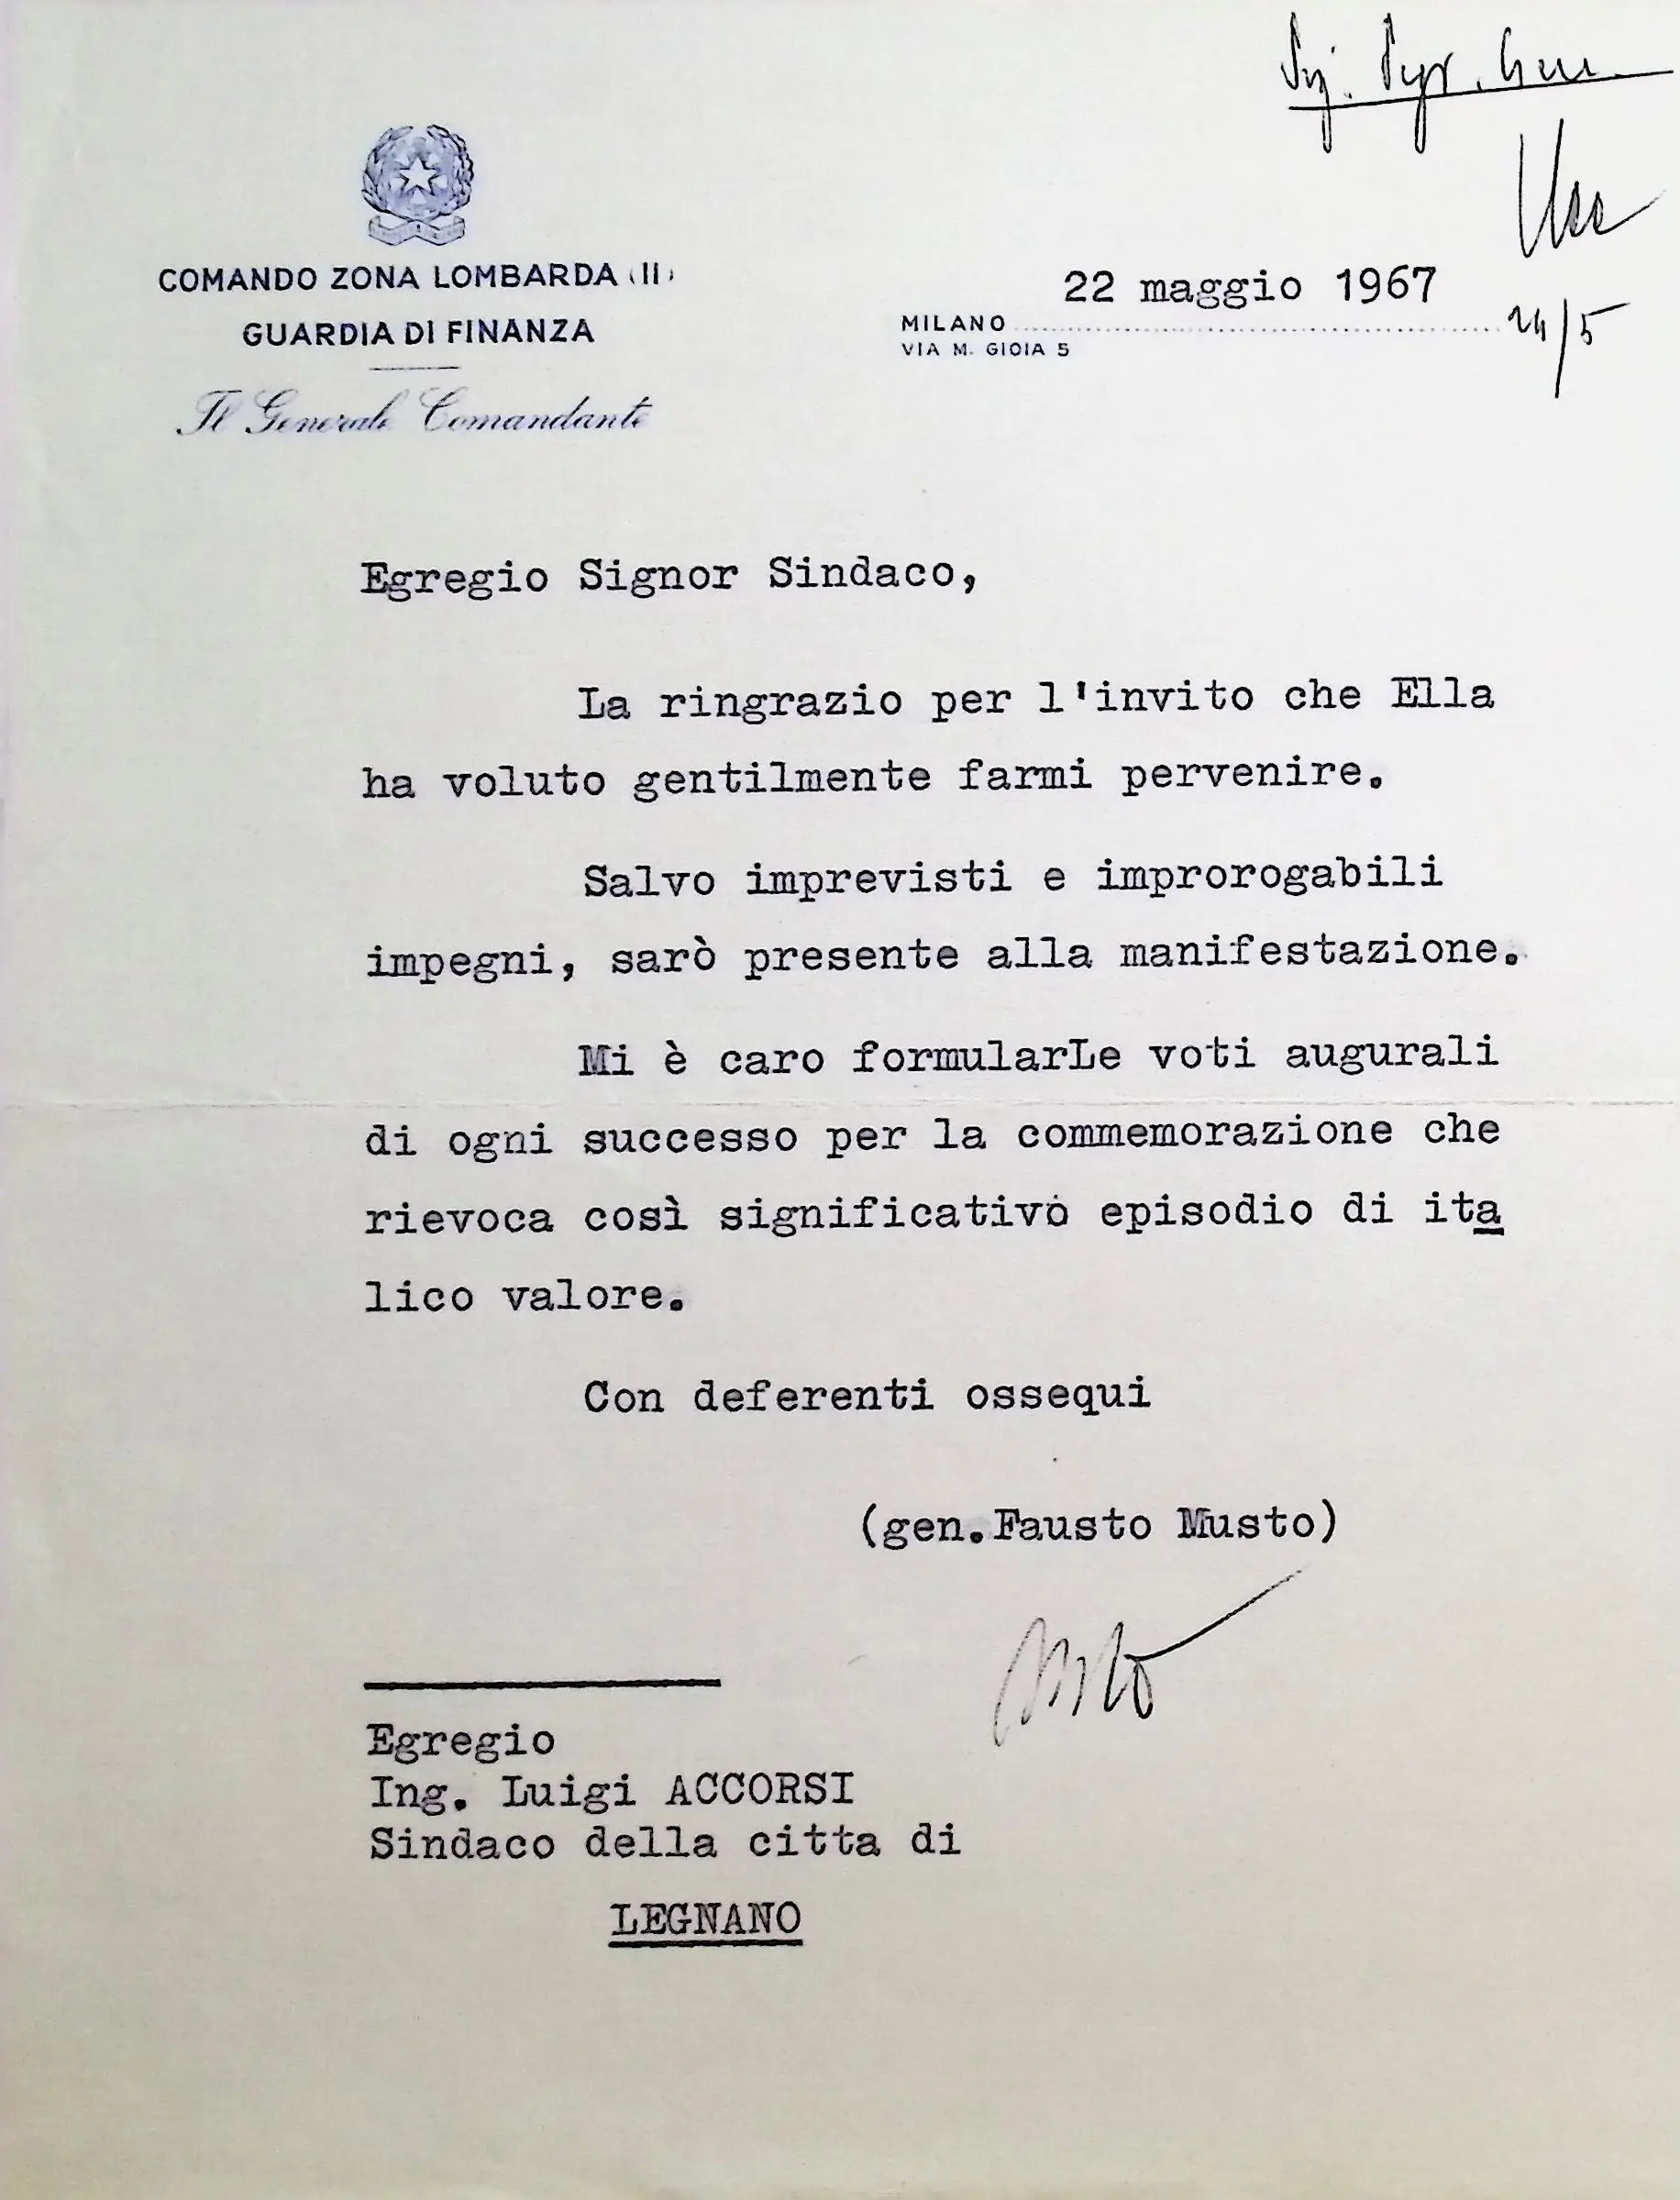 COMANDO ZONA LOMBARDA (II)
GUARDIA DI FINANZA
Il Generale Comandante
22 maggio 1967
MILANO
VIA M. GIOIA 5
24/5
Egregio Signor Sindaco,
La ringrazio per l'invito che Ella
ha voluto gentilmente farmi pervenire.
Salvo imprevisti e improrogabili
impegni, sarò presente alla manifestazione.
Mi è caro formularLe voti augurali
di ogni successo per la commemorazione che
rievoca così significativo episodio di ita
lico valore.
Con deferenti ossequi
(gen.Fausto Musto)
Egregio
Ing. Luigi ACCORSI
Sindaco della citta di
LEGNANO